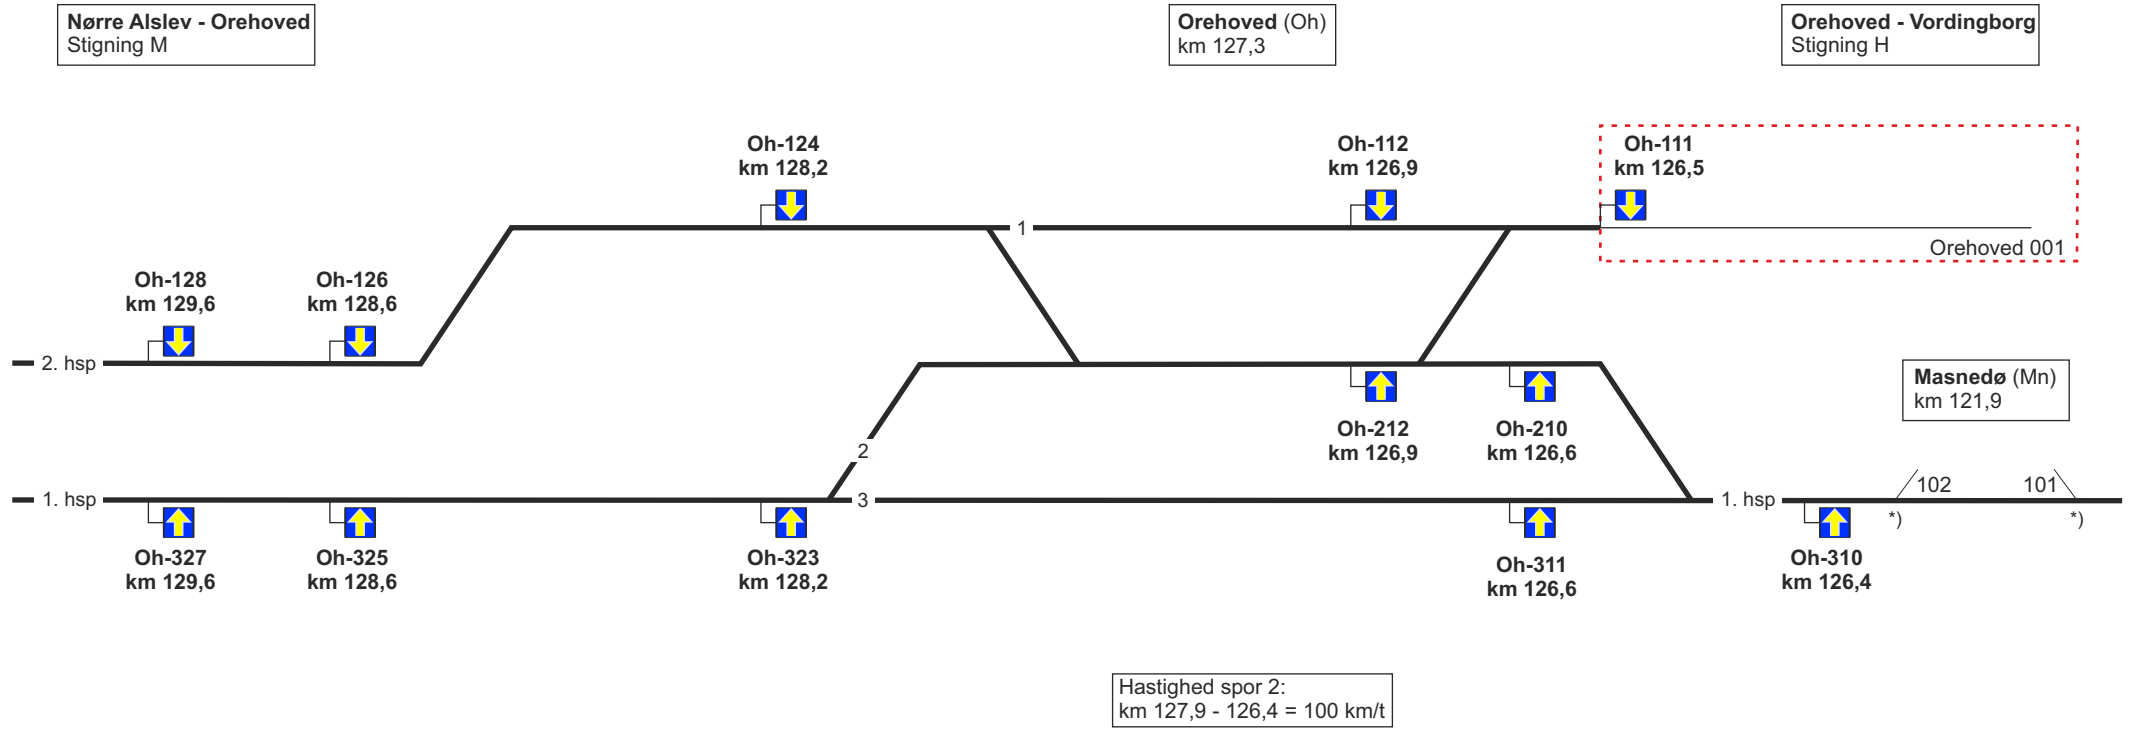 Nørre Alslev - Orehoved
Stigning M
Orehoved (Oh)
km 127,3
Orehoved - Vordingborg
Stigning H
Oh-124
km 128,2
Oh-112
km 126,9
Oh-111
km 126,5
1
Orehoved 001
Oh-128
km 129,6
Oh-126
km 128,6
2. hsp
Masnedø (Mn)
km 121,9
Oh-212
km 126,9
Oh-210
km 126,6
2
1. hsp
3
1. hsp
102
101
*)
*)
Oh-327
km 129,6
Oh-325
km 128,6
Oh-323
km 128,2
Oh-311
km 126,6
Oh-310
km 126,4
Hastighed spor 2:
km 127,9 - 126,4 = 100 km/t